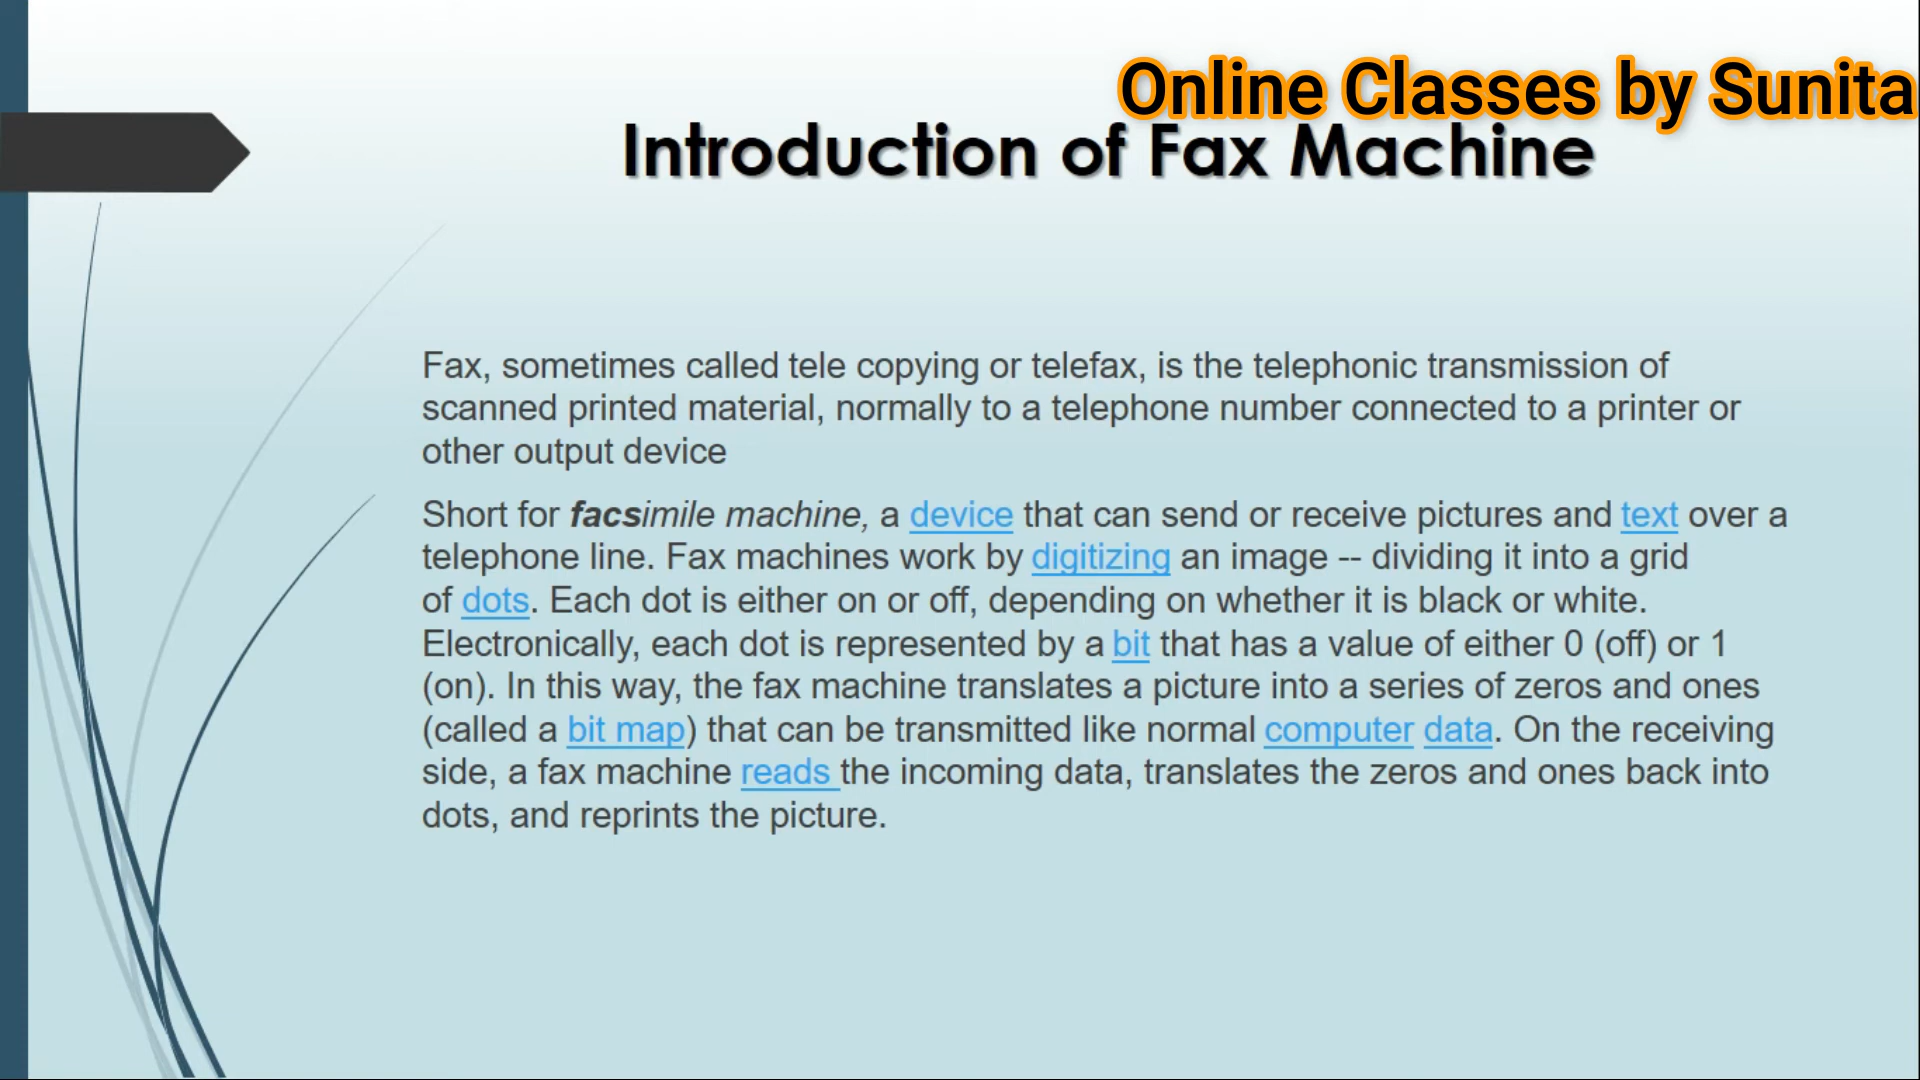 Online Classes by Sunita
Introduction of Fax Machine
Fax, sometimes called tele copying or telefax, is the telephonic transmission of
scanned printed material, normally to a telephone number connected to a printer or
other output device
Short for facsimile machine, a device that can send or receive pictures and text over a
telephone line. Fax machines work by digitizing an image -- dividing it into a grid
of dots. Each dot is either on or off, depending on whether it is black or white.
Electronically, each dot is represented by a bit that has a value of either 0 (off) or 1
(on). In this way, the fax machine translates a picture into a series of zeros and ones
(called a bit map) that can be transmitted like normal computer data. On the receiving
side, a fax machine reads the incoming data, translates the zeros and ones back into
dots, and reprints the picture.